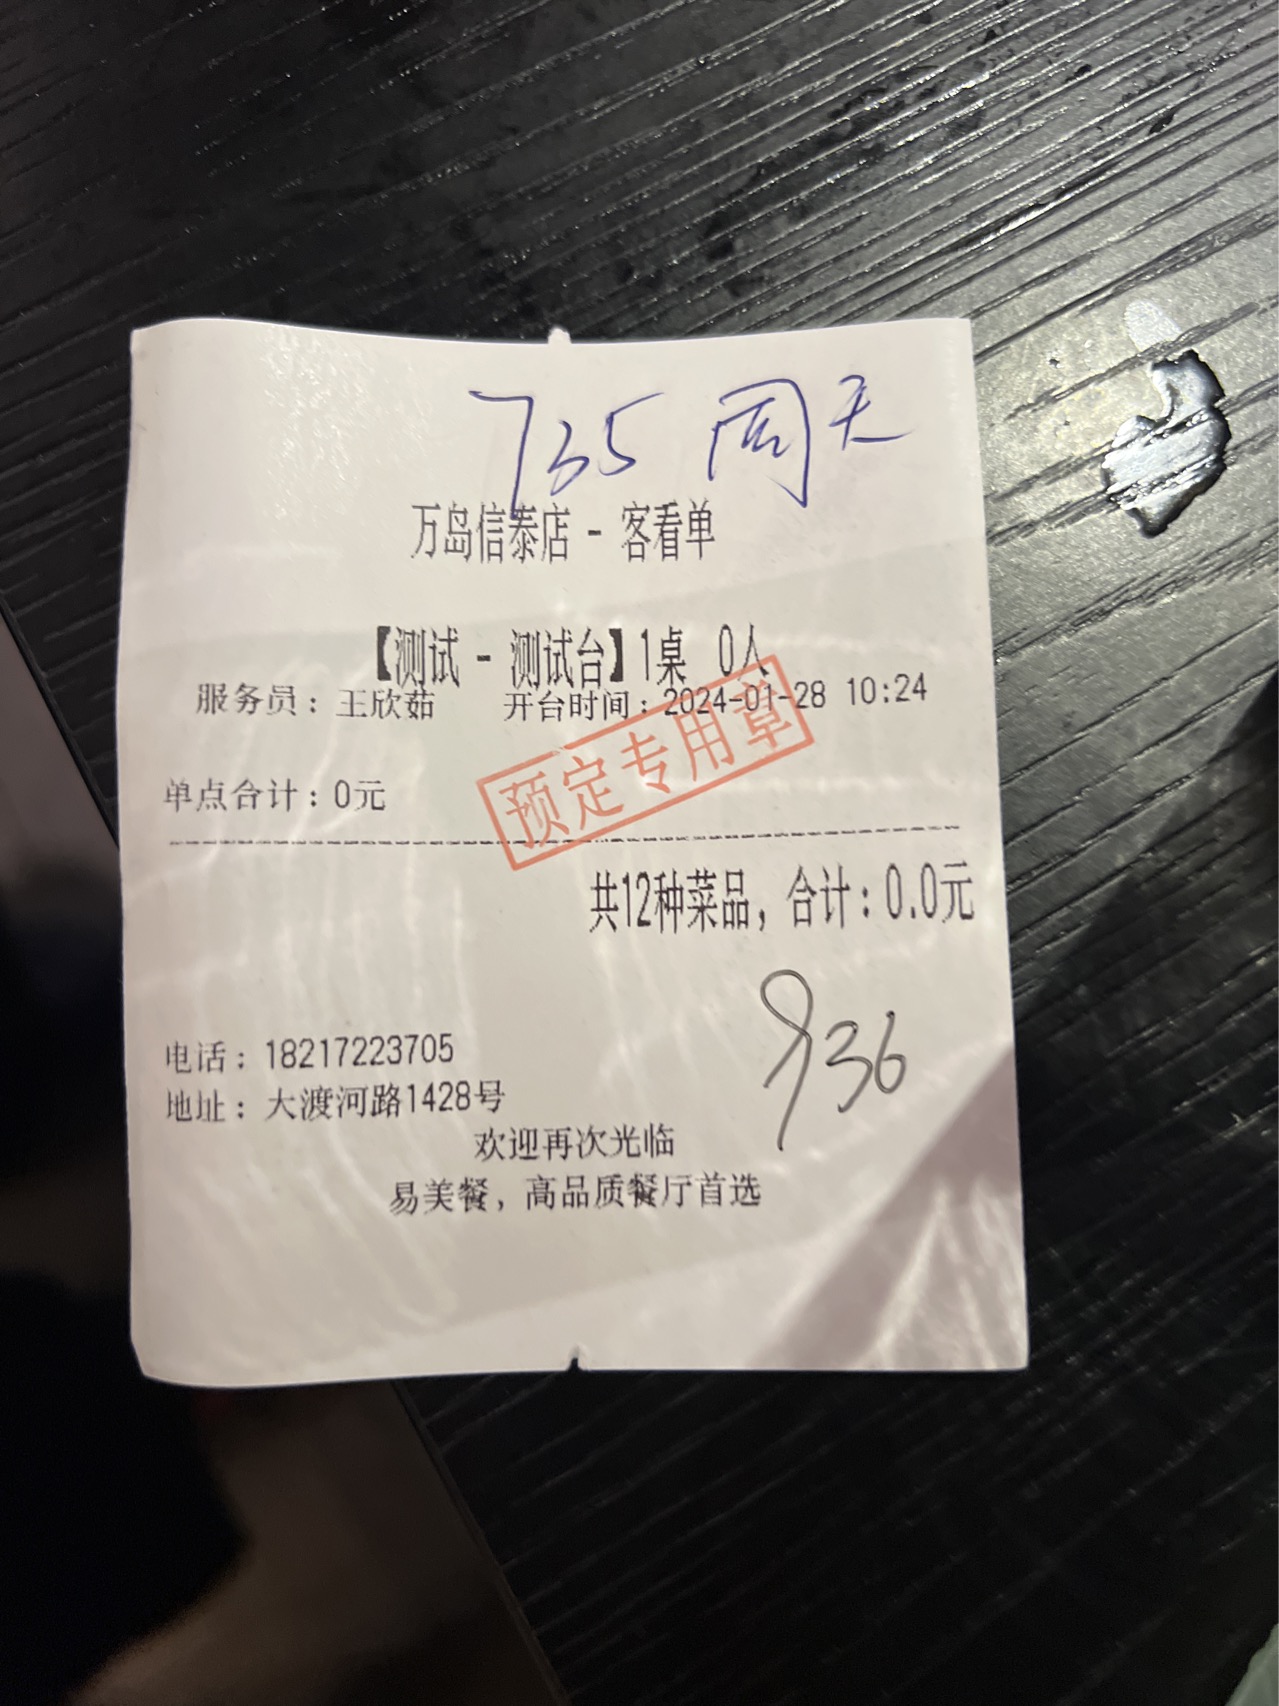 735 周天
万岛信泰店 - 客看单
【测试 - 测试台】1桌 0人
服务员：王欣茹 开台时间：2024-01-28 10:24
预定专用章
单点合计：0元
共12种菜品，合计：0.0元
936
电话：18217223705
地址：大渡河路1428号
欢迎再次光临
易美餐，高品质餐厅首选